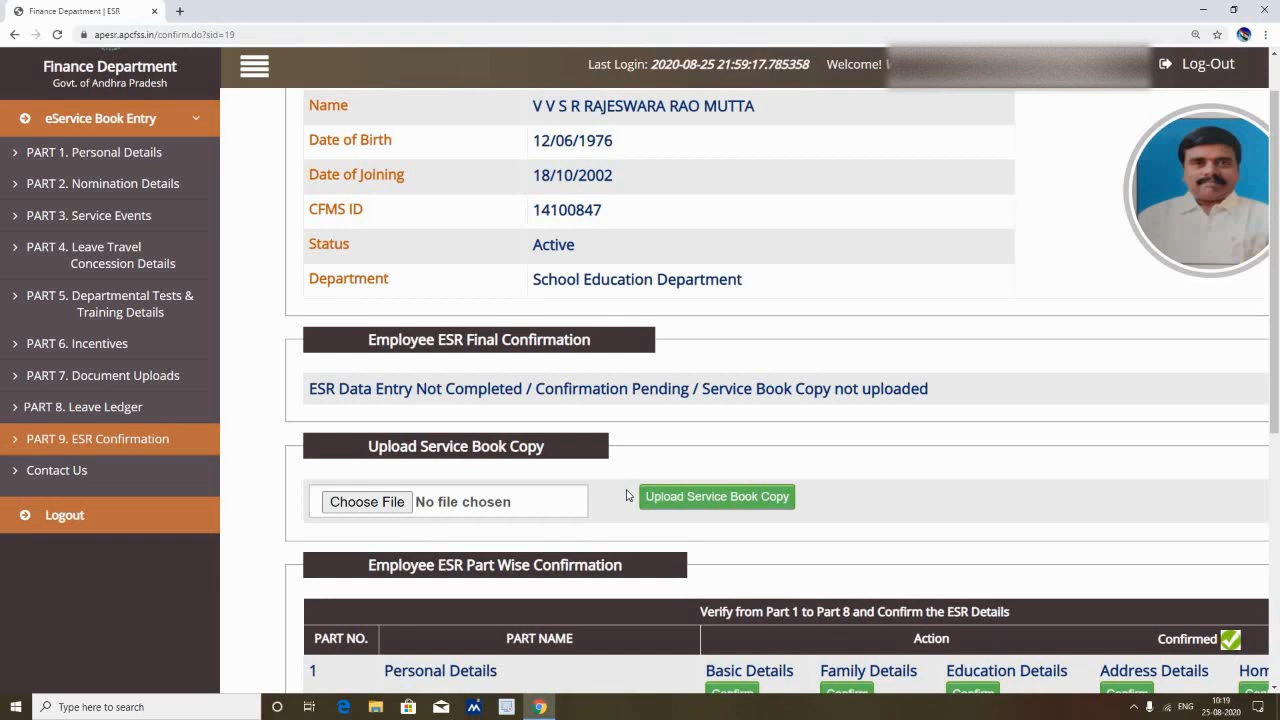 Finance Department | ESR
apesr.apcfss.in/confirm.do?sid=19
Finance Department
Govt. of Andhra Pradesh
Last Login: 2020-08-25 21:59:17.785358 Welcome! Log-Out
eService Book Entry
PART 1. Personal Details
PART 2. Nomination Details
PART 3. Service Events
PART 4. Leave Travel
Concession Details
PART 5. Departmental Tests &
Training Details
PART 6. Incentives
PART 7. Document Uploads
PART 8. Leave Ledger
PART 9. ESR Confirmation
Contact Us
Logout
Name V V S R RAJESWARA RAO MUTTA
Date of Birth 12/06/1976
Date of Joining 18/10/2002
CFMS ID 14100847
Status Active
Department School Education Department
Employee ESR Final Confirmation
ESR Data Entry Not Completed / Confirmation Pending / Service Book Copy not uploaded
Upload Service Book Copy
Choose File No file chosen Upload Service Book Copy
Employee ESR Part Wise Confirmation
Verify from Part 1 to Part 8 and Confirm the ESR Details
PART NO. PART NAME Action Confirmed
1 Personal Details Basic Details Family Details Education Details Address Details Hom
Type here to search
ENG
10:19
25-08-2020